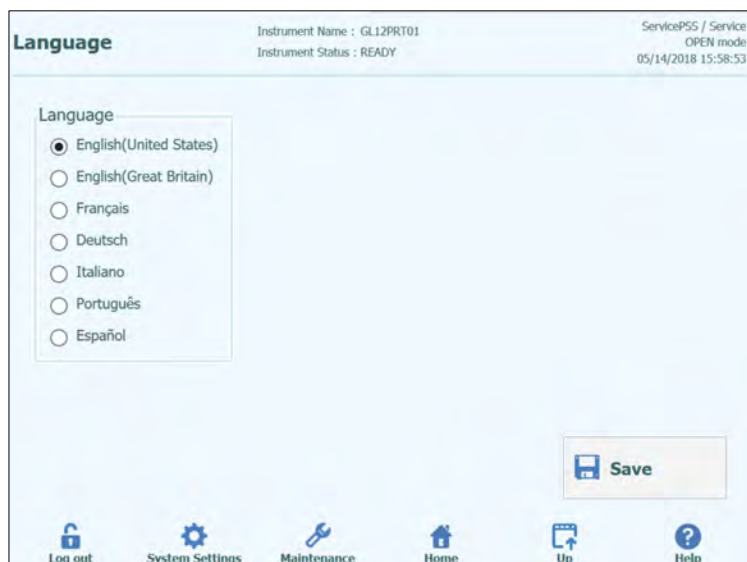 Language
Instrument Name : GL12PRT01
Instrument Status : READY
ServicePSS / Service
OPEN mode
05/14/2018 15:58:53
Language
English(United States)
English(Great Britain)
Français
Deutsch
Italiano
Português
Español
Save
Log out System Settings Maintenance Home Up Help